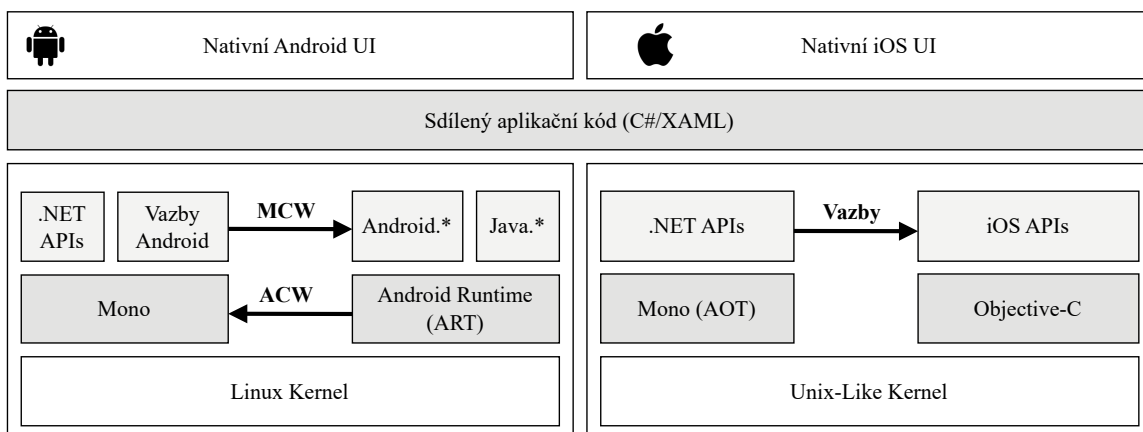 Nativní Android UI
Nativní iOS UI
Sdílený aplikační kód (C#/XAML)
.NET
APIs
Vazby
Android
MCW
Android.*
Java.*
Mono
ACW
Android Runtime
(ART)
Linux Kernel
.NET APIs
Vazby
iOS APIs
Mono (AOT)
Objective-C
Unix-Like Kernel